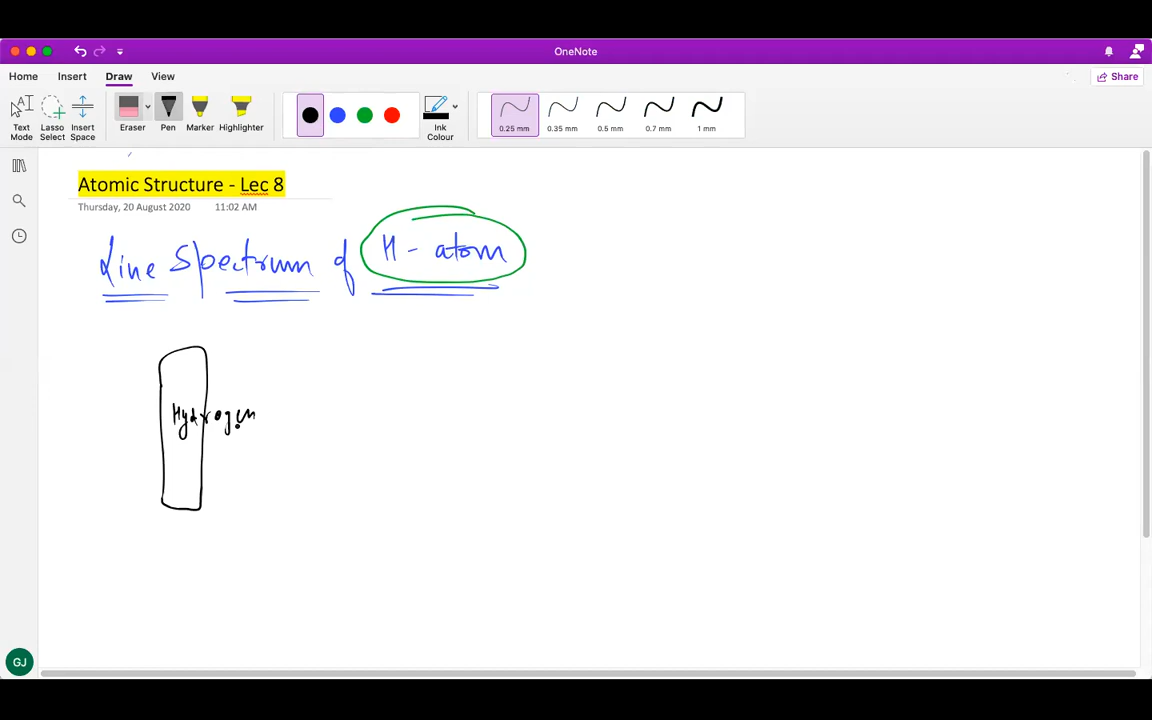 OneNote
Home Insert Draw View Share
Text Mode Lasso Select Insert Space Eraser Pen Marker Highlighter Ink Colour 0.25 mm 0.35 mm 0.5 mm 0.7 mm 1 mm
Atomic Structure - Lec 8
Thursday, 20 August 2020 11:02 AM
Line Spectrum of H - atom
Hydrogen
GJ